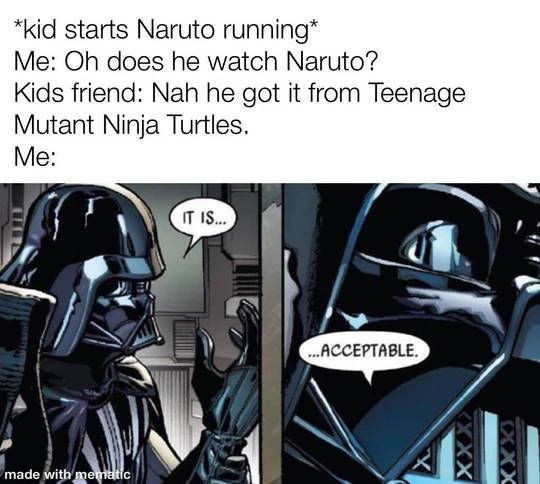 *kid starts Naruto running*
Me: Oh does he watch Naruto?
Kids friend: Nah he got it from Teenage
Mutant Ninja Turtles.
Me:
IT IS...
...ACCEPTABLE.
made with mematic